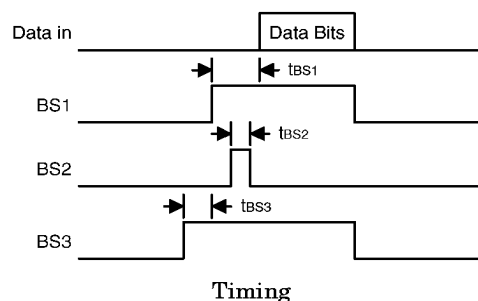 Data in
Data Bits
tBS1
BS1
tBS2
BS2
tBS3
BS3
Timing